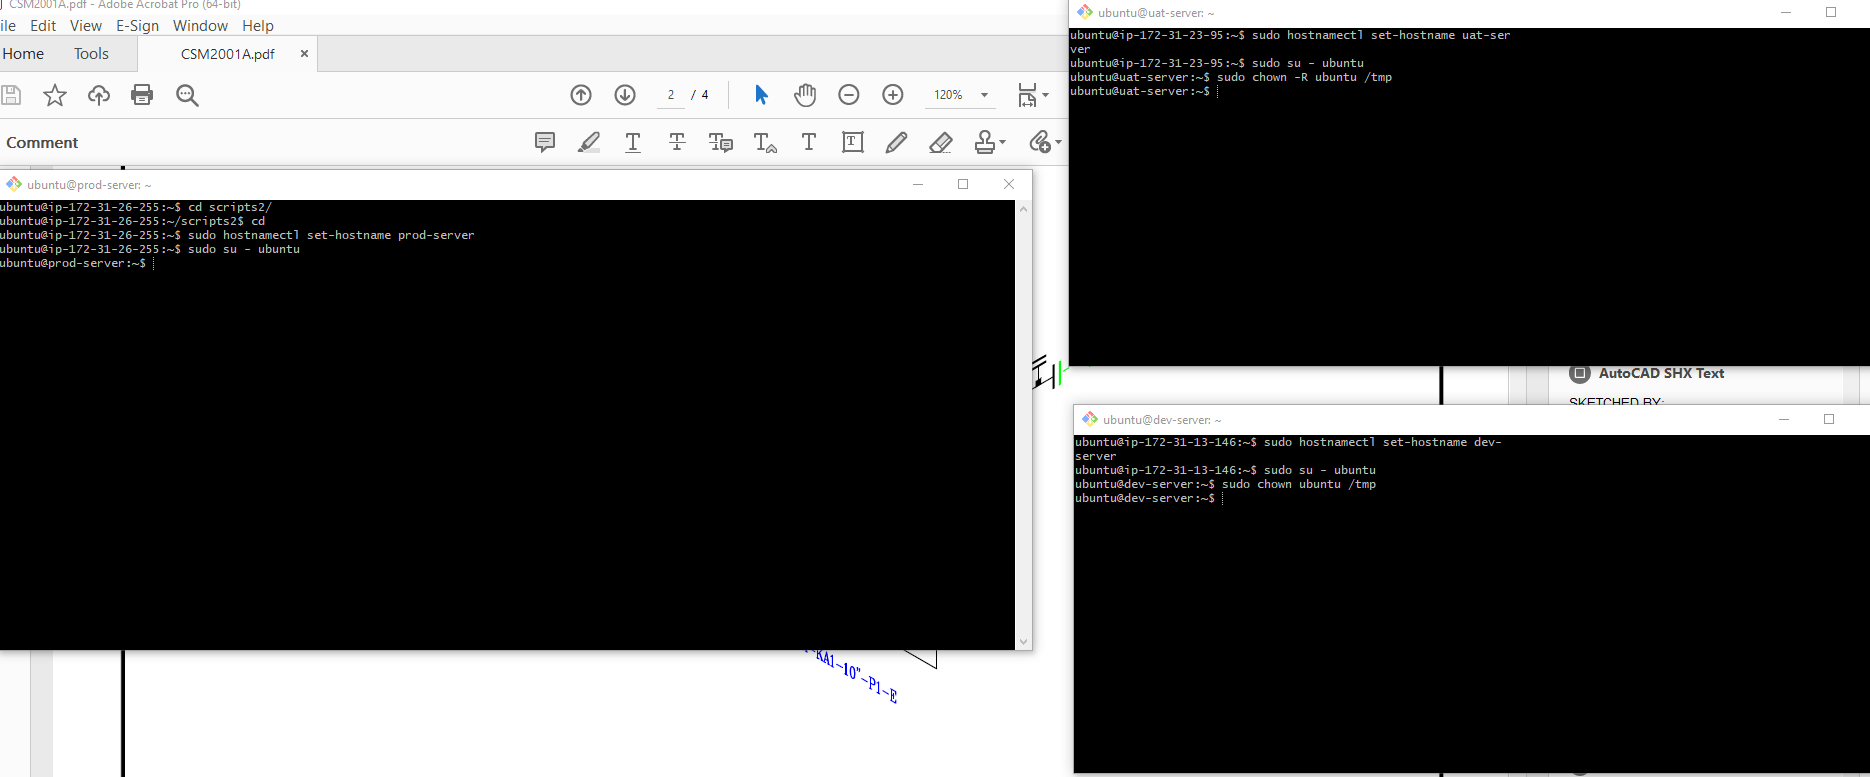 CSM2001A.pdf - Adobe Acrobat Pro (64-bit)
ile Edit View E-Sign Window Help
Home Tools CSM2001A.pdf ×
2 / 4 120%
Comment
ubuntu@prod-server: ~
ubuntu@ip-172-31-26-255:~$ cd scripts2/
ubuntu@ip-172-31-26-255:~/scripts2$ cd
ubuntu@ip-172-31-26-255:~$ sudo hostnamectl set-hostname prod-server
ubuntu@ip-172-31-26-255:~$ sudo su - ubuntu
ubuntu@prod-server:~$
KA1-10"-P1-E
ubuntu@uat-server: ~
ubuntu@ip-172-31-23-95:~$ sudo hostnamectl set-hostname uat-ser
ver
ubuntu@ip-172-31-23-95:~$ sudo su - ubuntu
ubuntu@uat-server:~$ sudo chown -R ubuntu /tmp
ubuntu@uat-server:~$
AutoCAD SHX Text
SKETCHED BY:
ubuntu@dev-server: ~
ubuntu@ip-172-31-13-146:~$ sudo hostnamectl set-hostname dev-
server
ubuntu@ip-172-31-13-146:~$ sudo su - ubuntu
ubuntu@dev-server:~$ sudo chown ubuntu /tmp
ubuntu@dev-server:~$